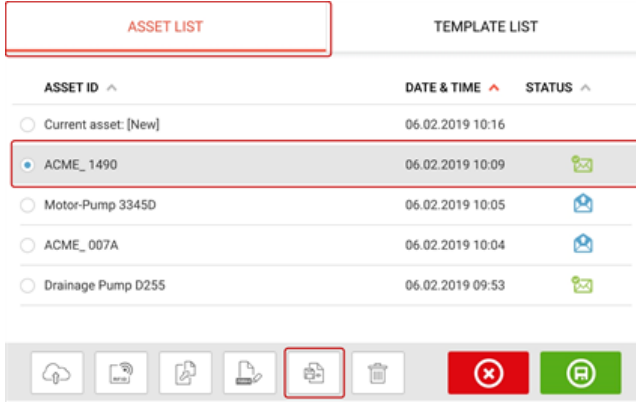 ASSET LIST TEMPLATE LIST
ASSET ID DATE & TIME STATUS
Current asset: [New] 06.02.2019 10:16
ACME_ 1490 06.02.2019 10:09
Motor-Pump 3345D 06.02.2019 10:05
ACME_ 007A 06.02.2019 10:04
Drainage Pump D255 06.02.2019 09:53